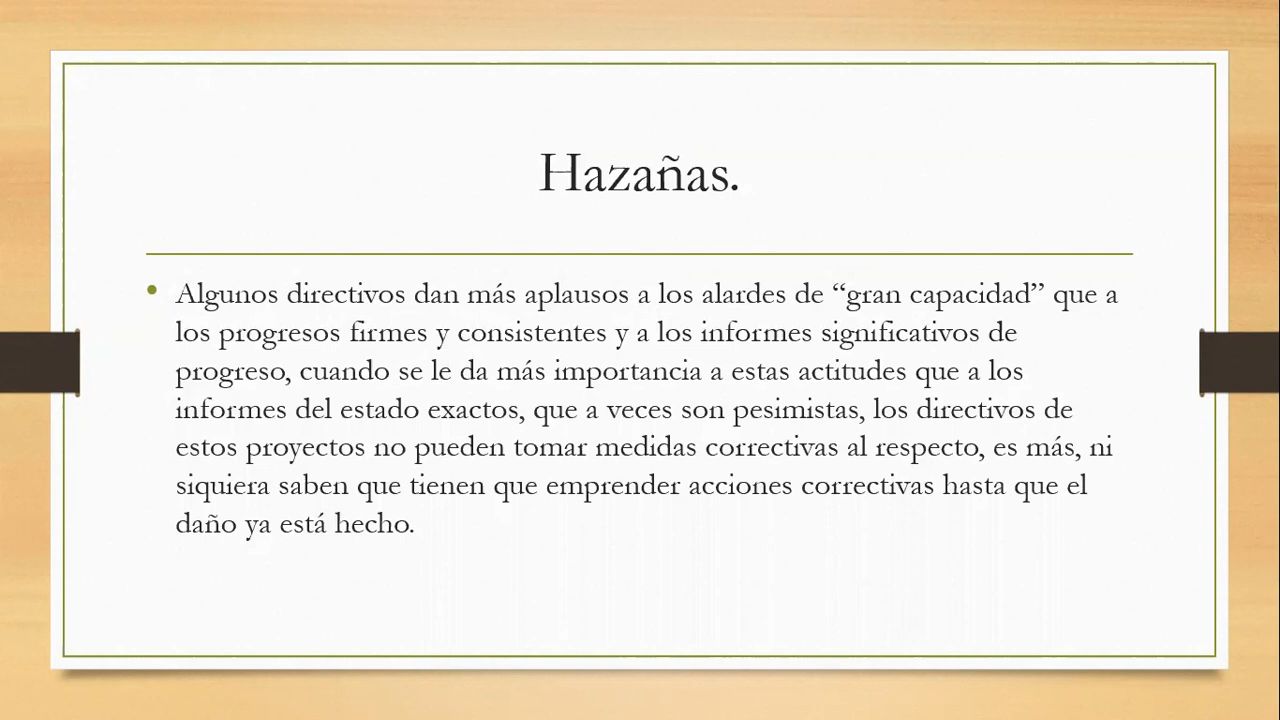 Hazañas.
• Algunos directivos dan más aplausos a los alardes de “gran capacidad” que a
los progresos firmes y consistentes y a los informes significativos de
progreso, cuando se le da más importancia a estas actitudes que a los
informes del estado exactos, que a veces son pesimistas, los directivos de
estos proyectos no pueden tomar medidas correctivas al respecto, es más, ni
siquiera saben que tienen que emprender acciones correctivas hasta que el
daño ya está hecho.